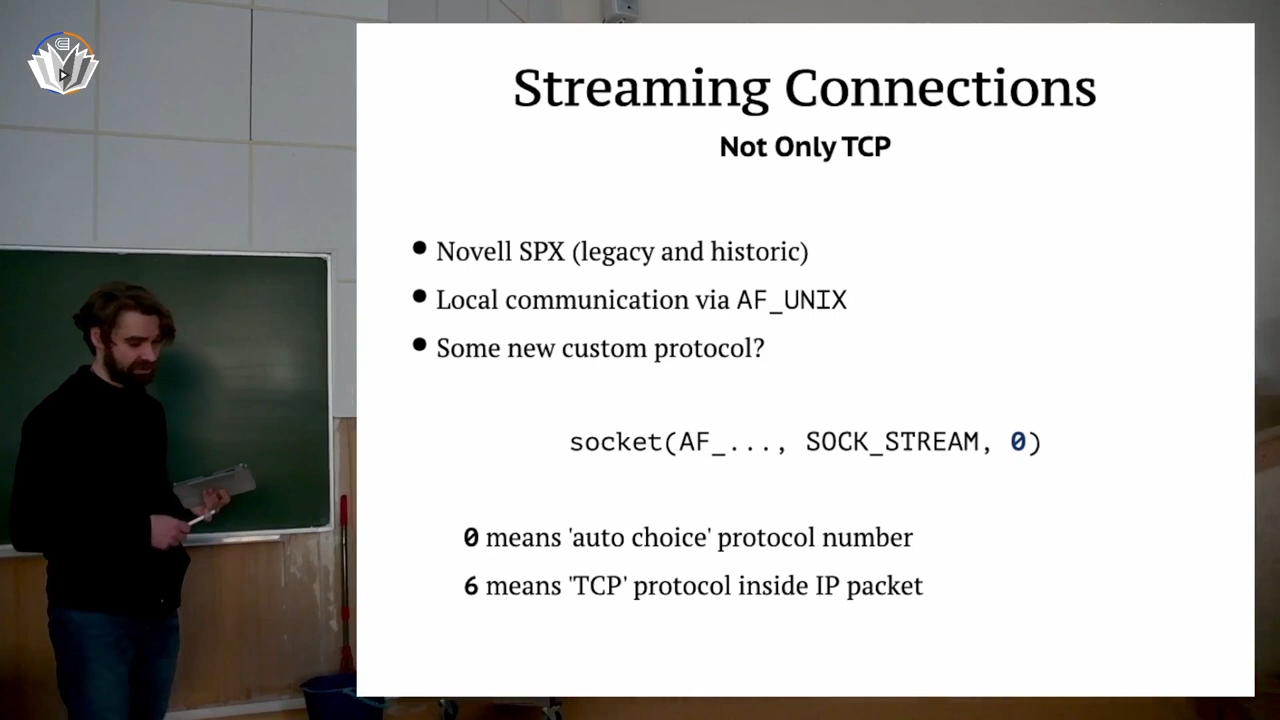 Streaming Connections
Not Only TCP
● Novell SPX (legacy and historic)
● Local communication via AF_UNIX
● Some new custom protocol?
socket(AF_..., SOCK_STREAM, 0)
0 means 'auto choice' protocol number
6 means 'TCP' protocol inside IP packet